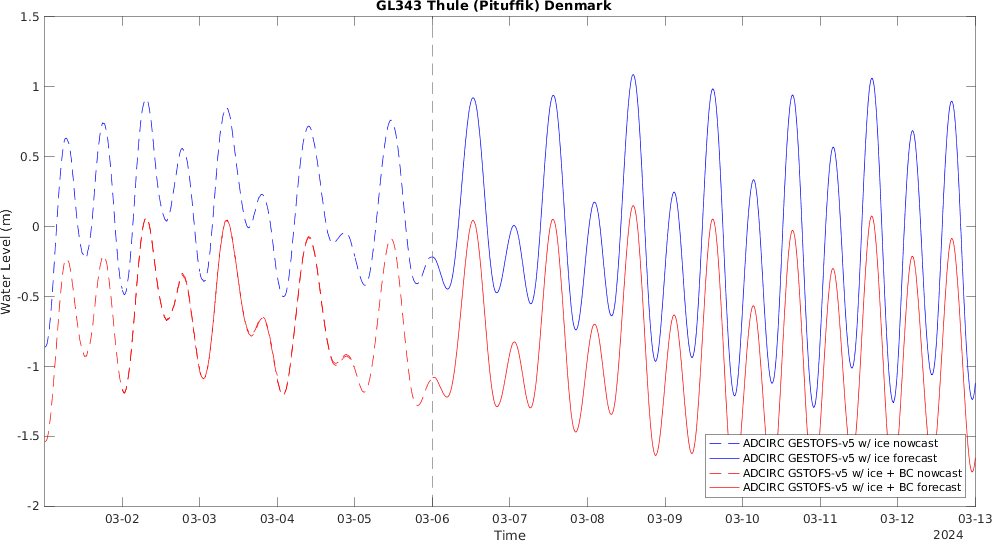 GL343 Thule (Pituffik) Denmark
Water Level (m)
1.5
1
0.5
0
-0.5
-1
-1.5
-2
ADCIRC GESTOFS-v5 w/ ice nowcast
ADCIRC GESTOFS-v5 w/ ice forecast
ADCIRC GSTOFS-v5 w/ ice + BC nowcast
ADCIRC GSTOFS-v5 w/ ice + BC forecast
03-02 03-03 03-04 03-05 03-06 03-07 03-08 03-09 03-10 03-11 03-12 03-13
Time
2024